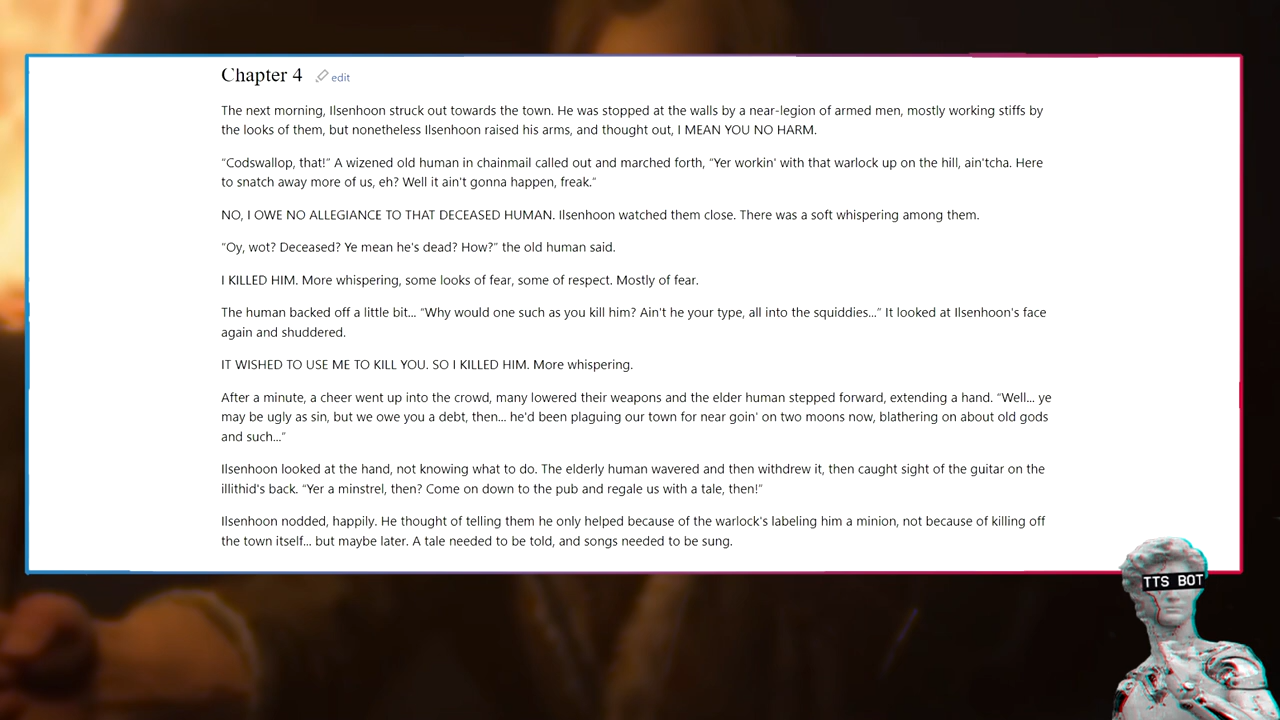 Chapter 4 edit
The next morning, Ilsenhoon struck out towards the town. He was stopped at the walls by a near-legion of armed men, mostly working stiffs by
the looks of them, but nonetheless Ilsenhoon raised his arms, and thought out, I MEAN YOU NO HARM.
“Codswallop, that!” A wizened old human in chainmail called out and marched forth, “Yer workin' with that warlock up on the hill, ain'tcha. Here
to snatch away more of us, eh? Well it ain't gonna happen, freak.”
NO, I OWE NO ALLEGIANCE TO THAT DECEASED HUMAN. Ilsenhoon watched them close. There was a soft whispering among them.
“Oy, wot? Deceased? Ye mean he's dead? How?” the old human said.
I KILLED HIM. More whispering, some looks of fear, some of respect. Mostly of fear.
The human backed off a little bit... “Why would one such as you kill him? Ain't he your type, all into the squiddies...” It looked at Ilsenhoon's face
again and shuddered.
IT WISHED TO USE ME TO KILL YOU. SO I KILLED HIM. More whispering.
After a minute, a cheer went up into the crowd, many lowered their weapons and the elder human stepped forward, extending a hand. “Well... ye
may be ugly as sin, but we owe you a debt, then... he'd been plaguing our town for near goin' on two moons now, blathering on about old gods
and such...”
Ilsenhoon looked at the hand, not knowing what to do. The elderly human wavered and then withdrew it, then caught sight of the guitar on the
illithid's back. “Yer a minstrel, then? Come on down to the pub and regale us with a tale, then!”
Ilsenhoon nodded, happily. He thought of telling them he only helped because of the warlock's labeling him a minion, not because of killing off
the town itself... but maybe later. A tale needed to be told, and songs needed to be sung.
TTS BOT